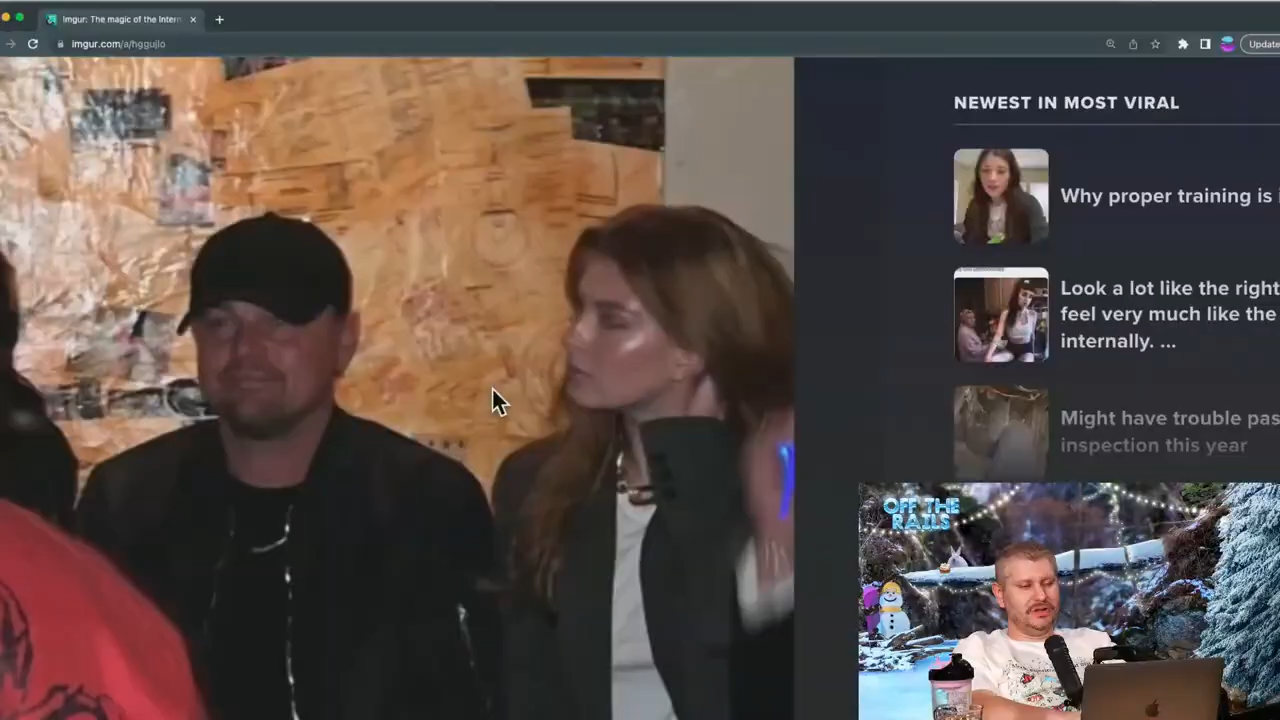 Imgur: The magic of the Intern
imgur.com/a/hggujlo
Update
NEWEST IN MOST VIRAL
Why proper training is i
Look a lot like the right
feel very much like the
internally. ...
Might have trouble pas
inspection this year
OFF THE
RAILS